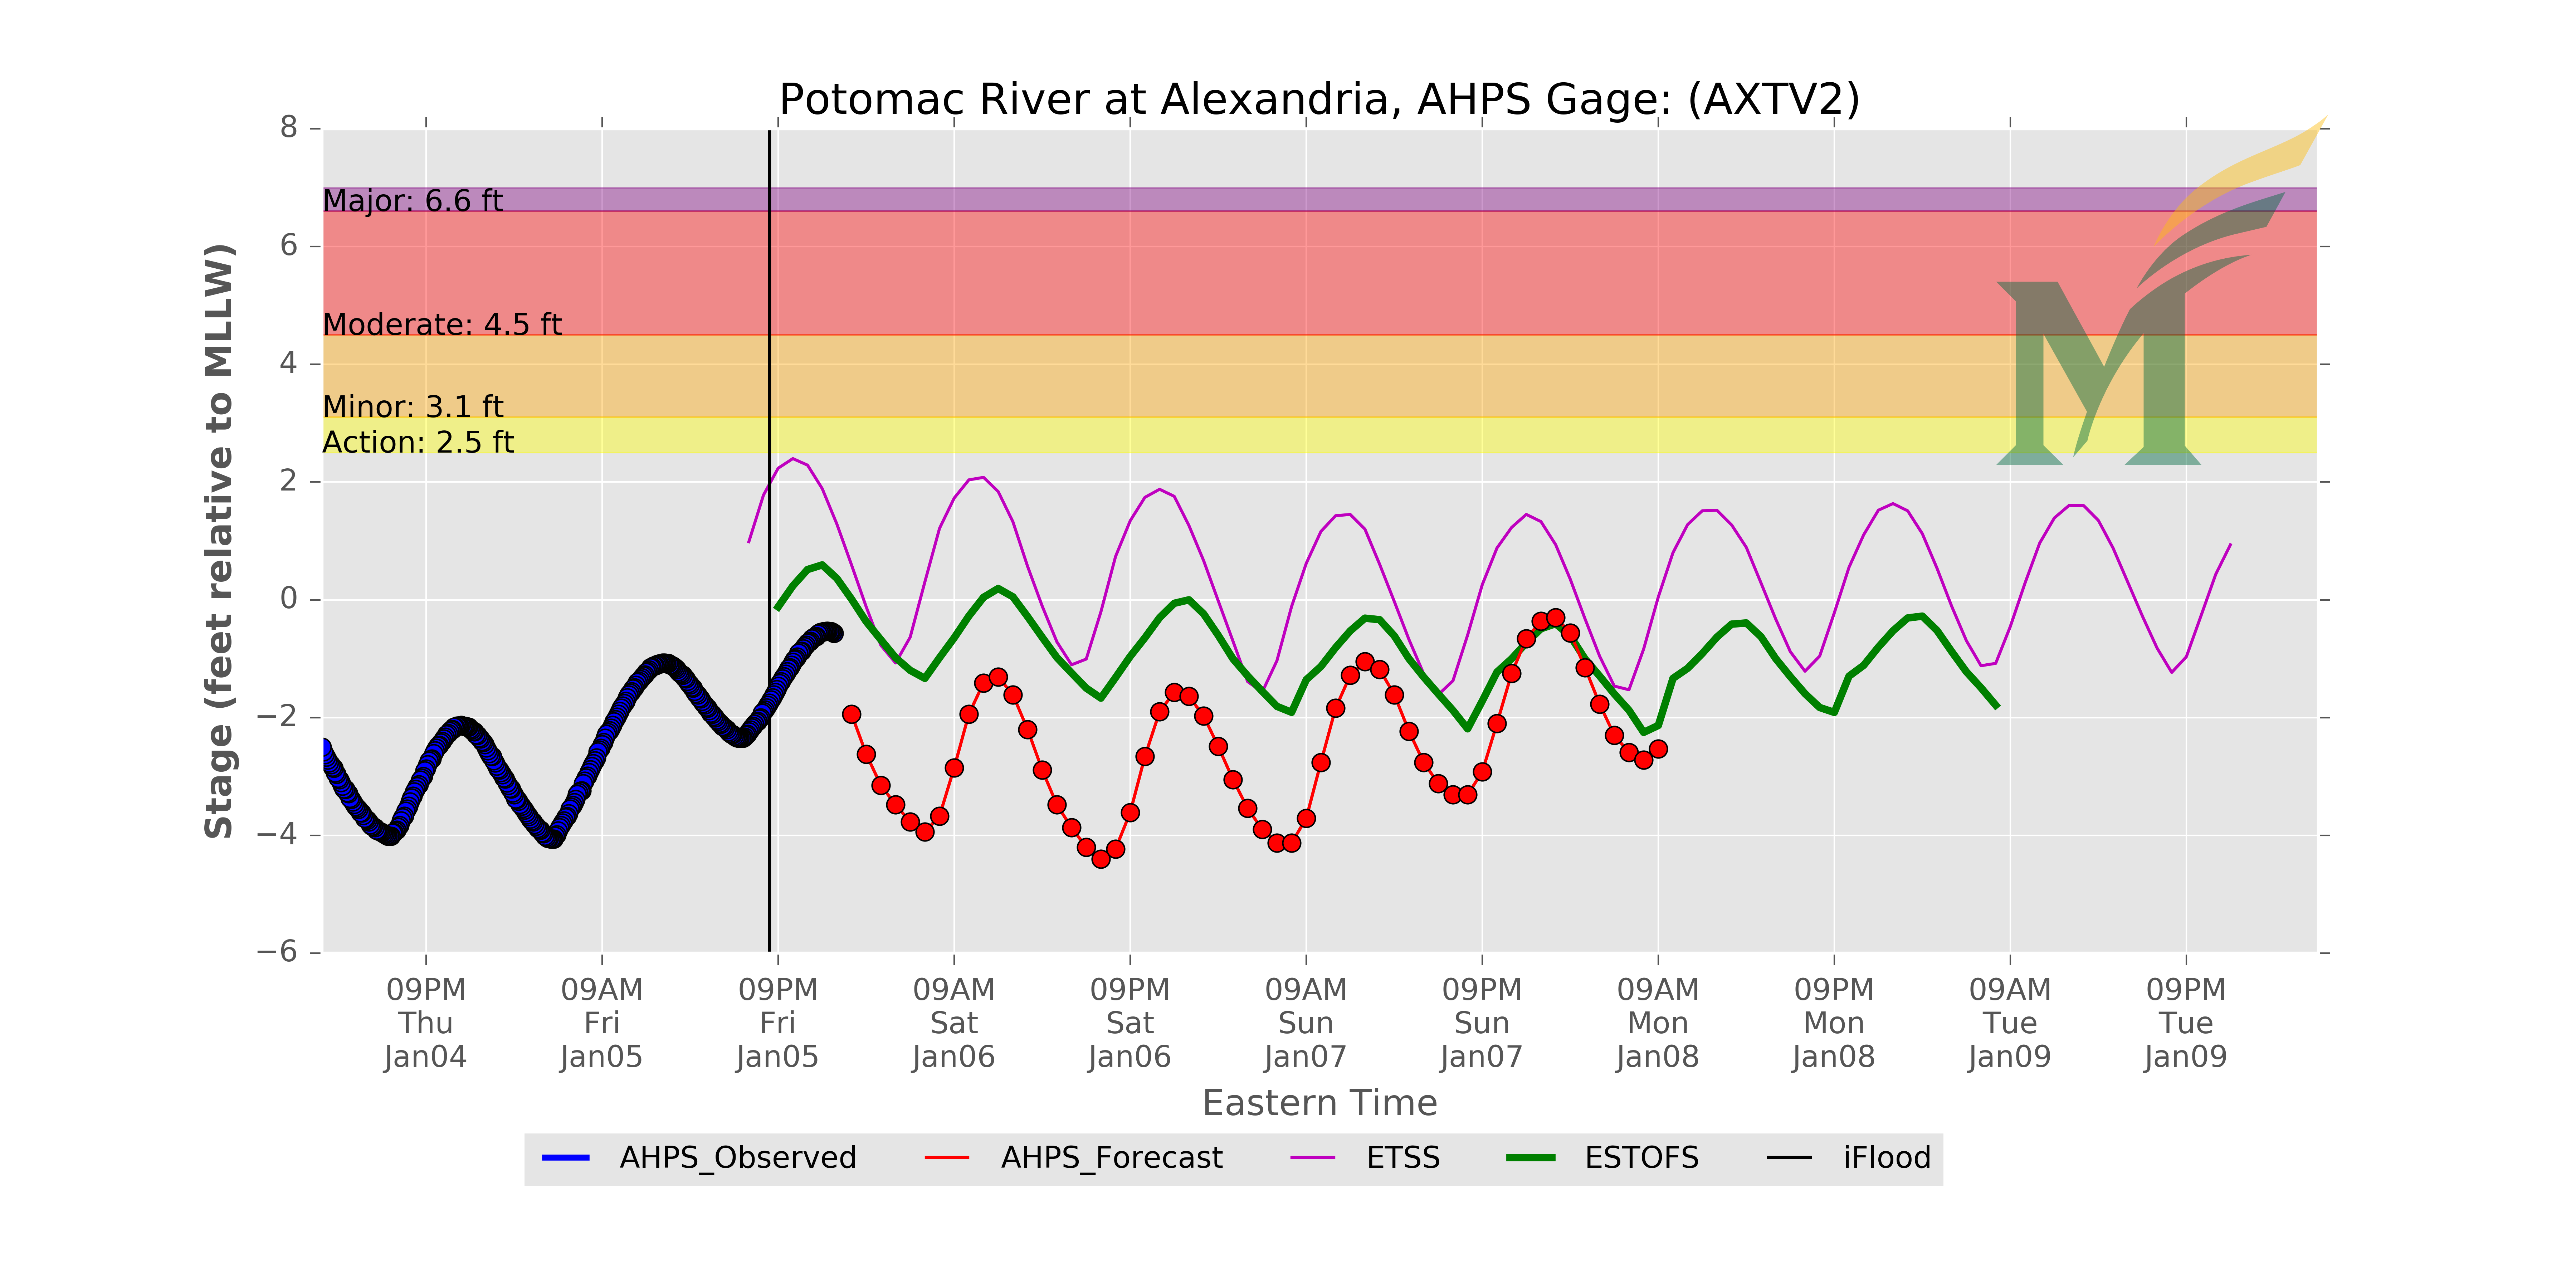 Potomac River at Alexandria, AHPS Gage: (AXTV2)
Stage (feet relative to MLLW)
8
6
4
2
0
−2
−4
−6
Major: 6.6 ft
Moderate: 4.5 ft
Minor: 3.1 ft
Action: 2.5 ft
M
09PM 09AM 09PM 09AM 09PM 09AM 09PM 09AM 09PM 09AM 09PM
Thu Fri Fri Sat Sat Sun Sun Mon Mon Tue Tue
Jan04 Jan05 Jan05 Jan06 Jan06 Jan07 Jan07 Jan08 Jan08 Jan09 Jan09
Eastern Time
AHPS_Observed AHPS_Forecast ETSS ESTOFS iFlood